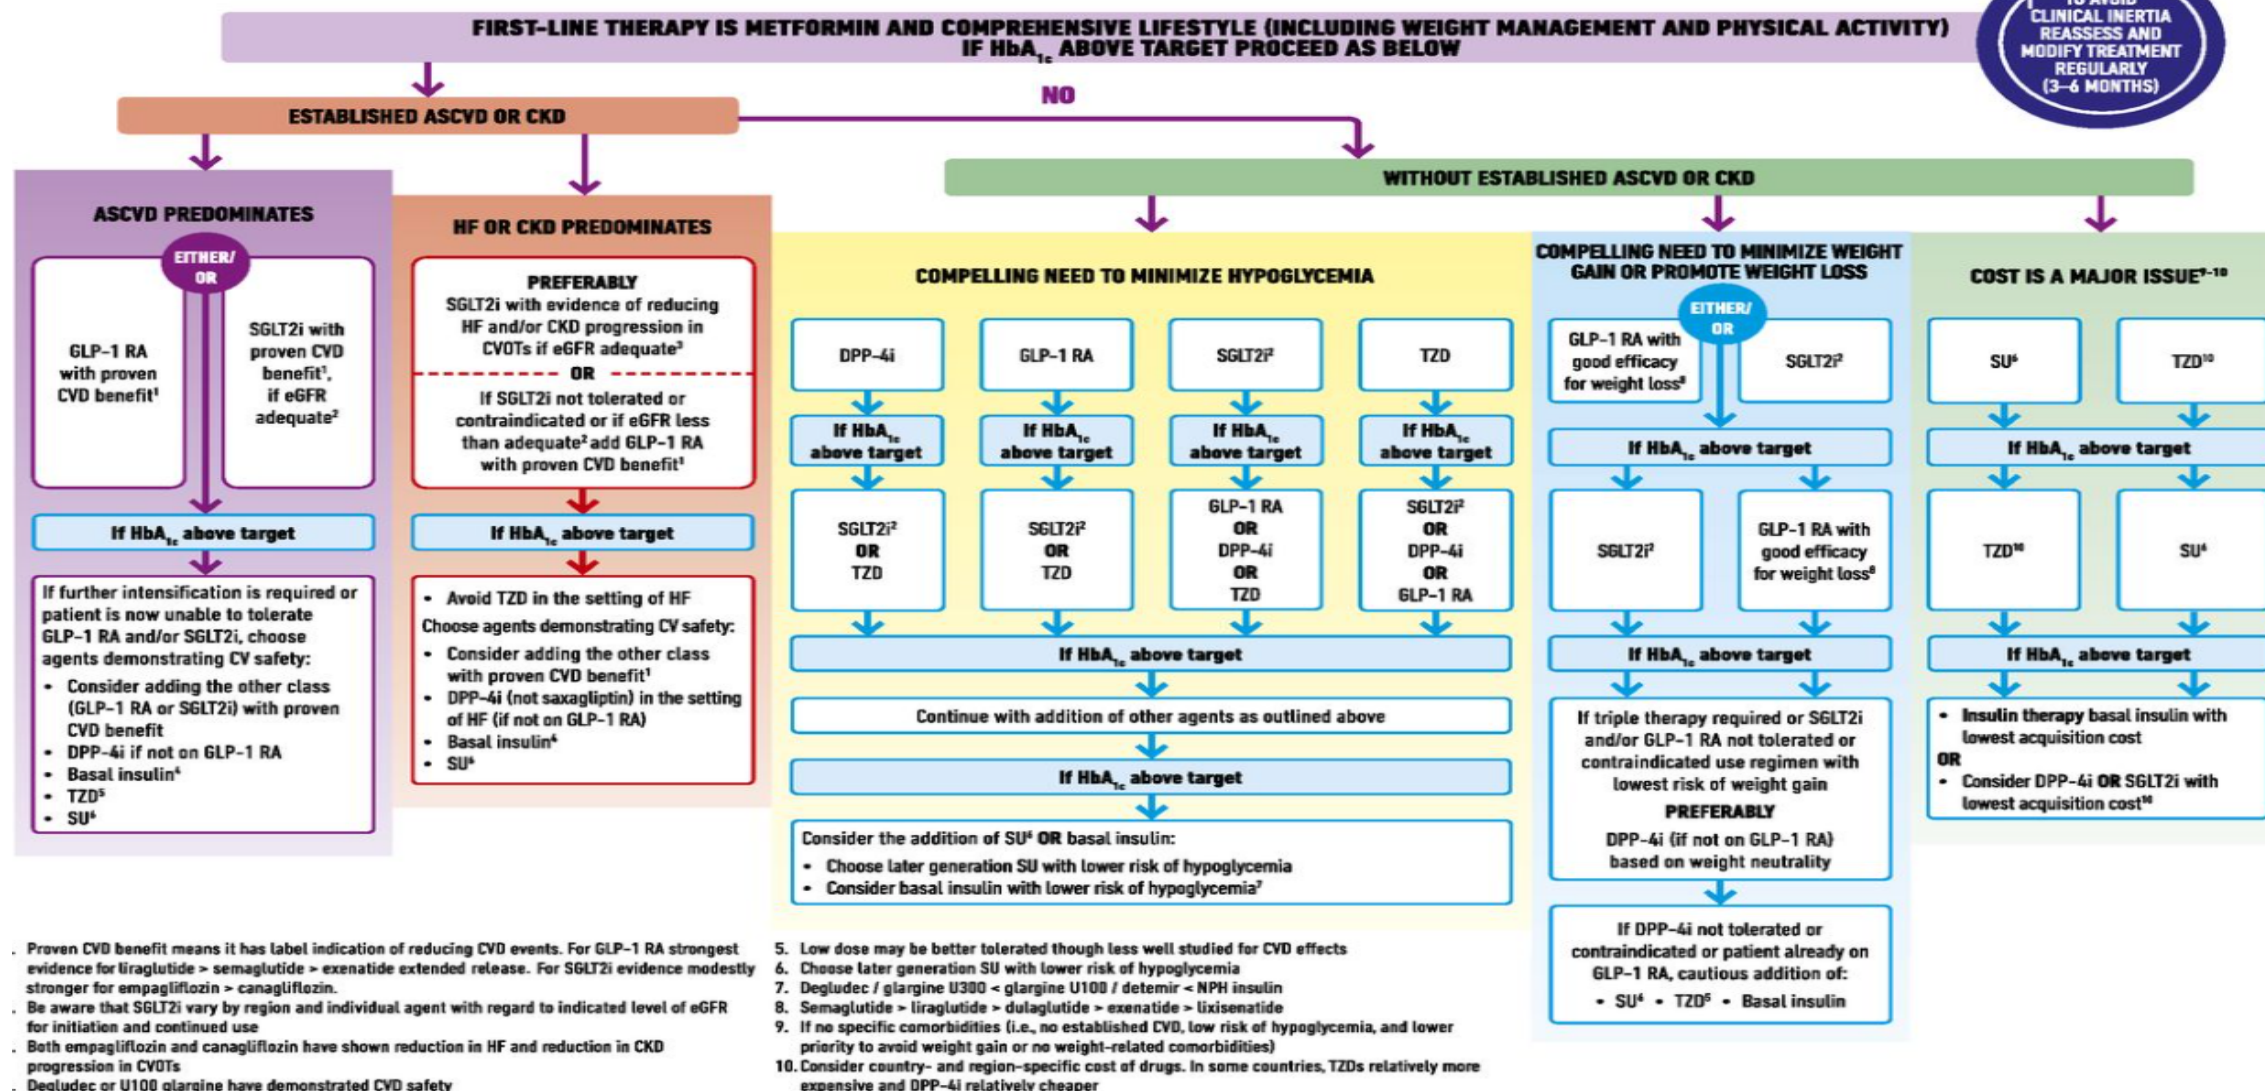 FIRST-LINE THERAPY IS METFORMIN AND COMPREHENSIVE LIFESTYLE (INCLUDING WEIGHT MANAGEMENT AND PHYSICAL ACTIVITY)
IF HbA1c ABOVE TARGET PROCEED AS BELOW
TO AVOID
CLINICAL INERTIA
REASSESS AND
MODIFY TREATMENT
REGULARLY
(3–6 MONTHS)
NO
ESTABLISHED ASCVD OR CKD
WITHOUT ESTABLISHED ASCVD OR CKD
ASCVD PREDOMINATES
EITHER/
OR
GLP-1 RA
with proven
CVD benefit¹
SGLT2i with
proven CVD
benefit¹,
if eGFR
adequate²
If HbA1c above target
If further intensification is required or
patient is now unable to tolerate
GLP-1 RA and/or SGLT2i, choose
agents demonstrating CV safety:
• Consider adding the other class
(GLP-1 RA or SGLT2i) with proven
CVD benefit
• DPP-4i if not on GLP-1 RA
• Basal insulin⁴
• TZD⁵
• SU⁶
HF OR CKD PREDOMINATES
PREFERABLY
SGLT2i with evidence of reducing
HF and/or CKD progression in
CVOTs if eGFR adequate³
OR
If SGLT2i not tolerated or
contraindicated or if eGFR less
than adequate² add GLP-1 RA
with proven CVD benefit¹
If HbA1c above target
• Avoid TZD in the setting of HF
Choose agents demonstrating CV safety:
• Consider adding the other class
with proven CVD benefit¹
• DPP-4i (not saxagliptin) in the setting
of HF (if not on GLP-1 RA)
• Basal insulin⁴
• SU⁶
COMPELLING NEED TO MINIMIZE HYPOGLYCEMIA
DPP-4i
GLP-1 RA
SGLT2i²
TZD
If HbA1c
above target
If HbA1c
above target
If HbA1c
above target
If HbA1c
above target
SGLT2i²
OR
TZD
SGLT2i²
OR
TZD
GLP-1 RA
OR
DPP-4i
OR
TZD
SGLT2i²
OR
DPP-4i
OR
GLP-1 RA
If HbA1c above target
Continue with addition of other agents as outlined above
If HbA1c above target
Consider the addition of SU⁶ OR basal insulin:
• Choose later generation SU with lower risk of hypoglycemia
• Consider basal insulin with lower risk of hypoglycemia⁷
COMPELLING NEED TO MINIMIZE WEIGHT
GAIN OR PROMOTE WEIGHT LOSS
EITHER/
OR
GLP-1 RA with
good efficacy
for weight loss⁸
SGLT2i²
If HbA1c above target
SGLT2i²
GLP-1 RA with
good efficacy
for weight loss⁸
If HbA1c above target
If triple therapy required or SGLT2i
and/or GLP-1 RA not tolerated or
contraindicated use regimen with
lowest risk of weight gain
PREFERABLY
DPP-4i (if not on GLP-1 RA)
based on weight neutrality
If DPP-4i not tolerated or
contraindicated or patient already on
GLP-1 RA, cautious addition of:
• SU⁶ • TZD⁵ • Basal insulin
COST IS A MAJOR ISSUE⁹⁻¹⁰
SU⁶
TZD¹⁰
If HbA1c above target
TZD¹⁰
SU⁶
If HbA1c above target
• Insulin therapy basal insulin with
lowest acquisition cost
OR
• Consider DPP-4i OR SGLT2i with
lowest acquisition cost¹⁰
. Proven CVD benefit means it has label indication of reducing CVD events. For GLP-1 RA strongest
evidence for liraglutide > semaglutide > exenatide extended release. For SGLT2i evidence modestly
stronger for empagliflozin > canagliflozin.
. Be aware that SGLT2i vary by region and individual agent with regard to indicated level of eGFR
for initiation and continued use
. Both empagliflozin and canagliflozin have shown reduction in HF and reduction in CKD
progression in CVOTs
. Degludec or U100 glargine have demonstrated CVD safety
5. Low dose may be better tolerated though less well studied for CVD effects
6. Choose later generation SU with lower risk of hypoglycemia
7. Degludec / glargine U300 < glargine U100 / detemir < NPH insulin
8. Semaglutide > liraglutide > dulaglutide > exenatide > lixisenatide
9. If no specific comorbidities (i.e., no established CVD, low risk of hypoglycemia, and lower
priority to avoid weight gain or no weight-related comorbidities)
10. Consider country- and region-specific cost of drugs. In some countries, TZDs relatively more
expensive and DPP-4i relatively cheaper